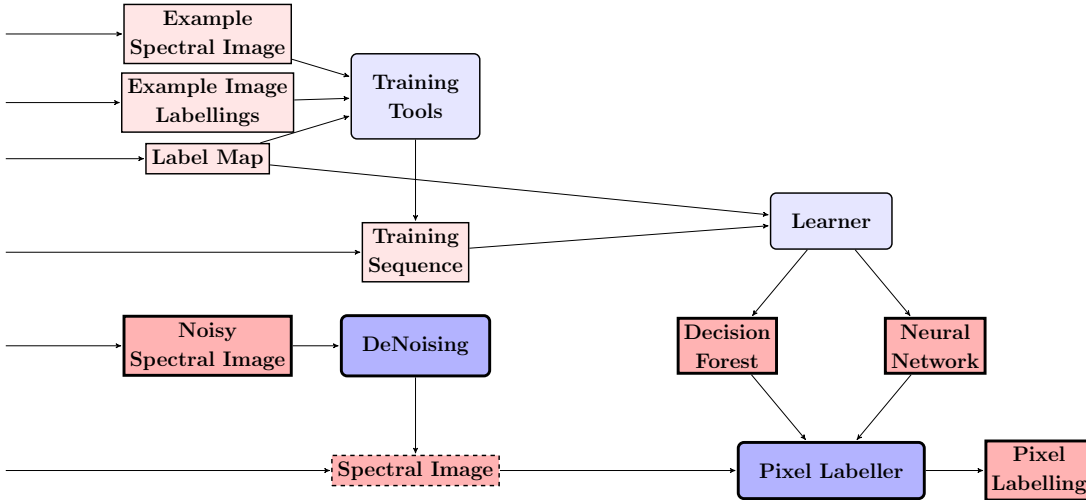 Example
Spectral Image
Training
Tools
Example Image
Labellings
Label Map
Learner
Training
Sequence
Noisy
Spectral Image
DeNoising
Decision
Forest
Neural
Network
Spectral Image
Pixel Labeller
Pixel
Labelling